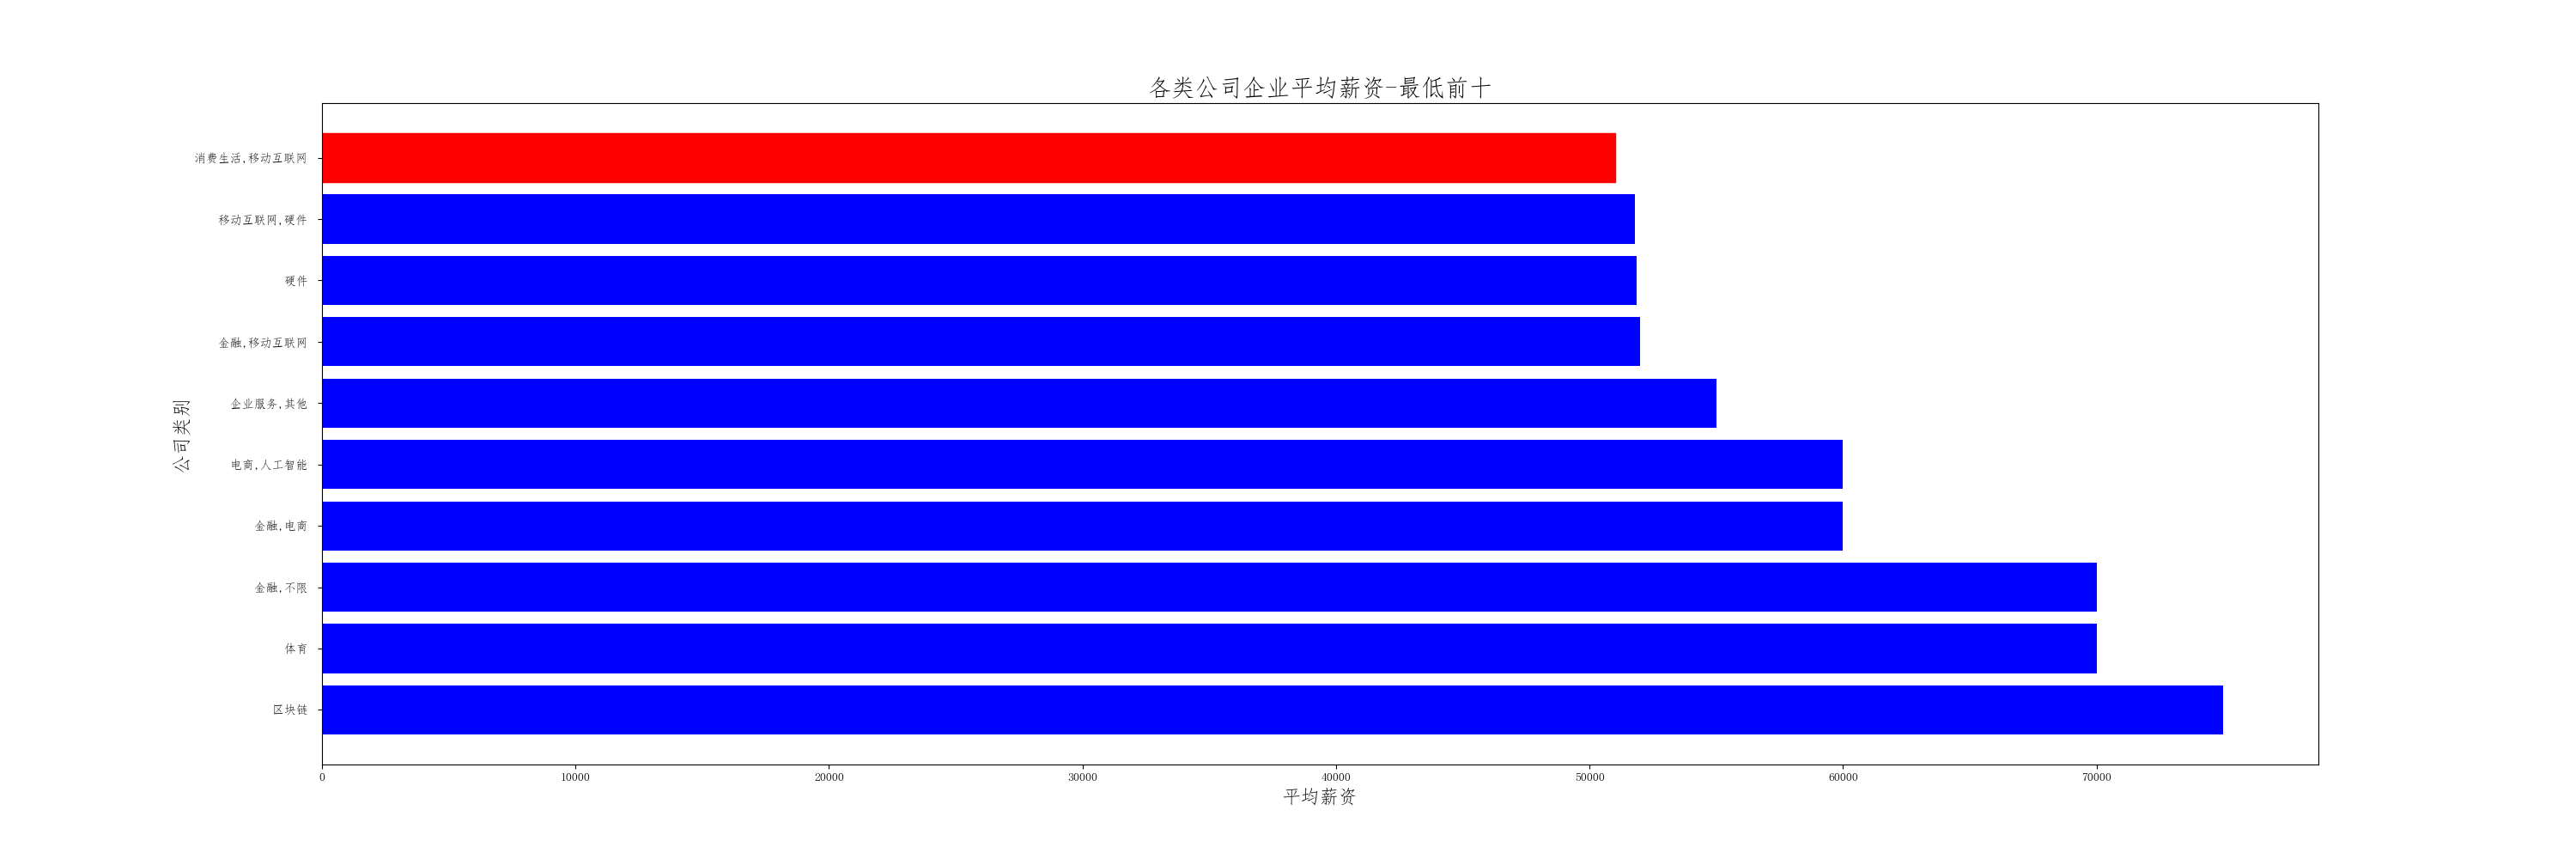 各类公司企业平均薪资-最低前十
消费生活,移动互联网
移动互联网,硬件
硬件
金融,移动互联网
企业服务,其他
电商,人工智能
金融,电商
金融,不限
体育
区块链
公司类别
0 10000 20000 30000 40000 50000 60000 70000
平均薪资